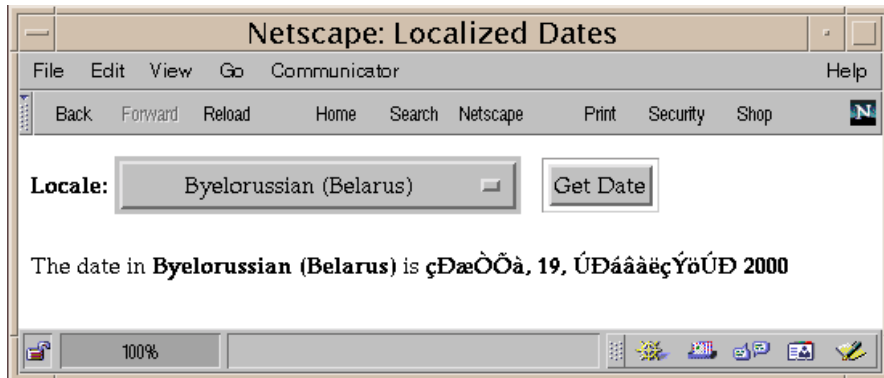 Netscape: Localized Dates
File Edit View Go Communicator Help
Back Forward Reload Home Search Netscape Print Security Shop N
Locale: Byelorussian (Belarus) Get Date
The date in Byelorussian (Belarus) is çÐæÒÕà, 19, ÚÐáâàëçÝöÚÐ 2000
100%